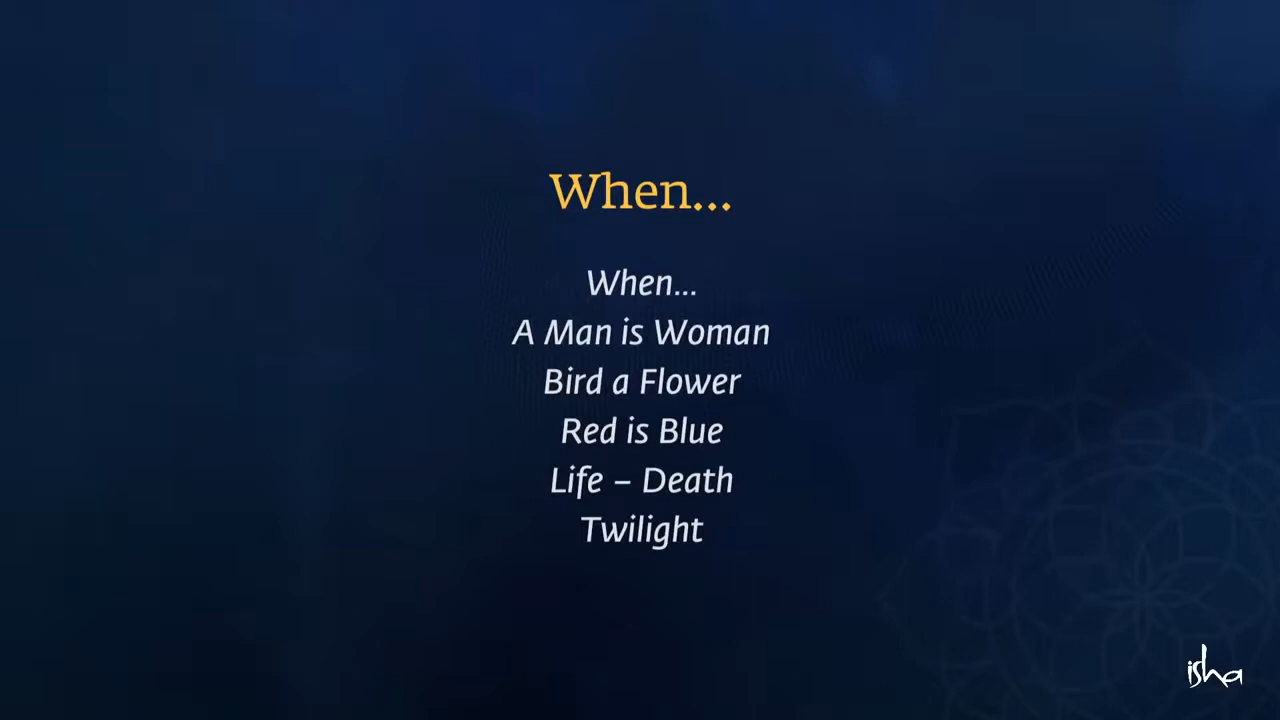 When...
When...
A Man is Woman
Bird a Flower
Red is Blue
Life – Death
Twilight
isha